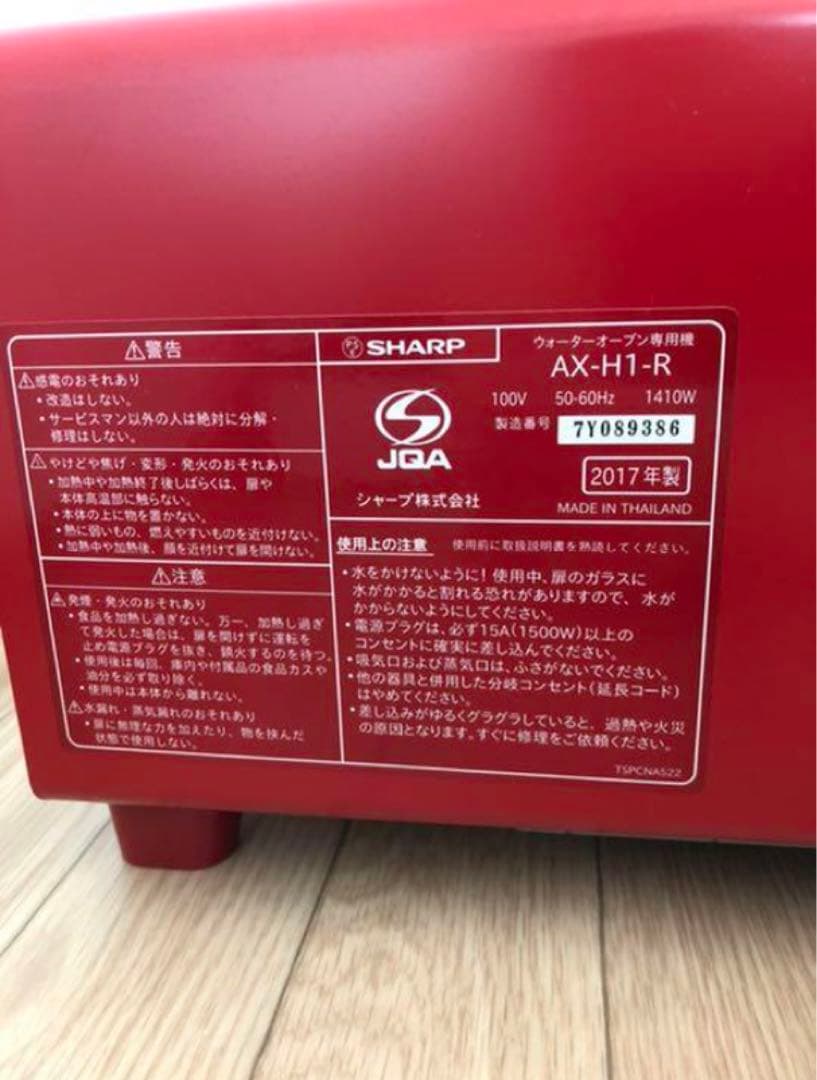 ⚠警告
⚠感電のおそれあり
・改造はしない。
・サービスマン以外の人は絶対に分解・
修理はしない。
⚠やけどや焦げ・変形・発火のおそれあり
・加熱中や加熱終了後しばらくは、扉や
本体高温部に触らない。
・本体の上に物を置かない。
・熱に弱いもの、燃えやすいものを近付けない。
・加熱中や加熱後、顔を近付けて扉を開けない。
⚠注意
⚠発煙・発火のおそれあり
・食品を加熱し過ぎない。万一、加熱し過ぎ
て発火した場合は、扉を開けずに運転を
止め電源プラグを抜き、鎮火するのを待つ。
・使用後は毎回、庫内や付属品の食品カスや
油分を必ず取り除く。
・使用中は本体から離れない。
⚠水漏れ・蒸気漏れのおそれあり
・扉に無理な力を加えたり、物を挟んだ
状態で使用しない。
PSE SHARP
ウォーターオーブン専用機
AX-H1-R
100V 50-60Hz 1410W
製造番号 7Y089386
JQA
2017年製
シャープ株式会社
MADE IN THAILAND
使用上の注意 使用前に取扱説明書を熟読してください。
・水をかけないように!使用中、扉のガラスに
水がかかると割れる恐れがありますので、水が
かからないようにしてください。
・電源プラグは、必ず15A(1500W)以上の
コンセントに確実に差し込んでください。
・吸気口および蒸気口は、ふさがないでください。
・他の器具と併用した分岐コンセント(延長コード)
はやめてください。
・差し込みがゆるくグラグラしていると、過熱や火災
の原因となります。すぐに修理をご依頼ください。
TSPCNA522